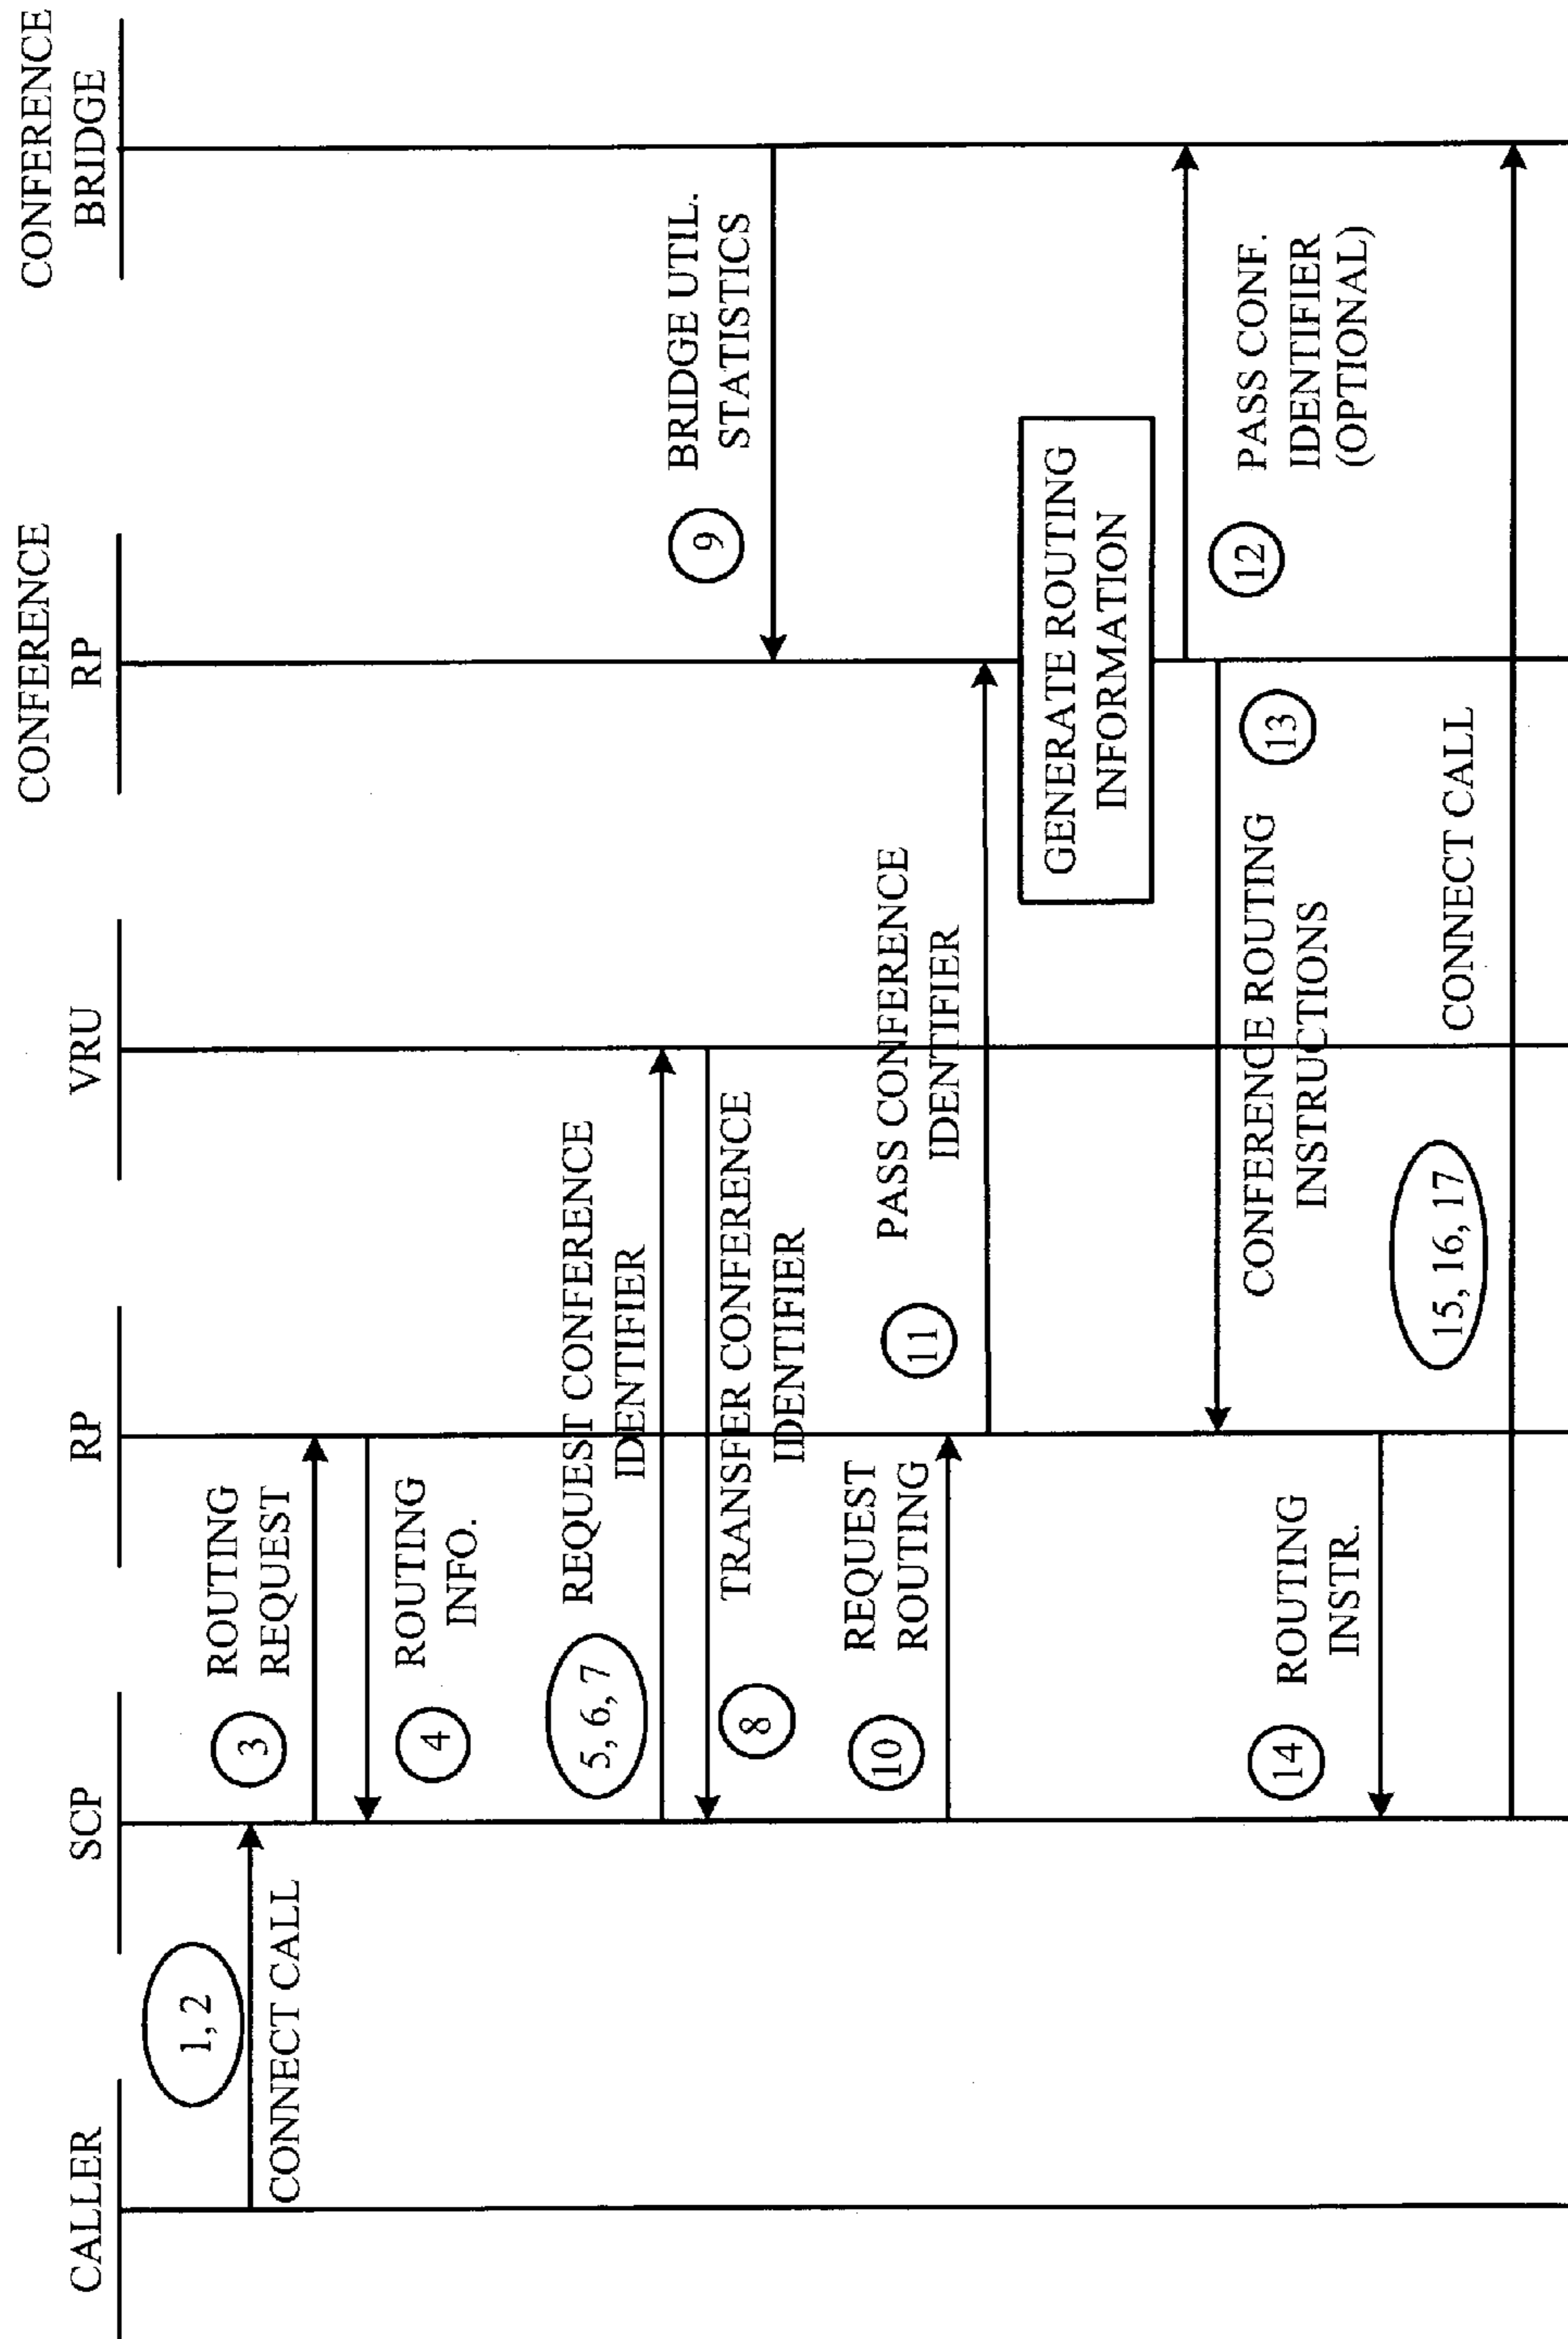 CALLER
SCP
RP
VRU
CONFERENCE
RP
CONFERENCE
BRIDGE
1, 2
CONNECT CALL
3
ROUTING
REQUEST
4
ROUTING
INFO.
5, 6, 7
REQUEST CONFERENCE
IDENTIFIER
8
TRANSFER CONFERENCE
IDENTIFIER
9
BRIDGE UTIL.
STATISTICS
10
REQUEST
ROUTING
11
PASS CONFERENCE
IDENTIFIER
GENERATE ROUTING
INFORMATION
12
PASS CONF.
IDENTIFIER
(OPTIONAL)
13
CONFERENCE ROUTING
INSTRUCTIONS
14
ROUTING
INSTR.
15, 16, 17
CONNECT CALL